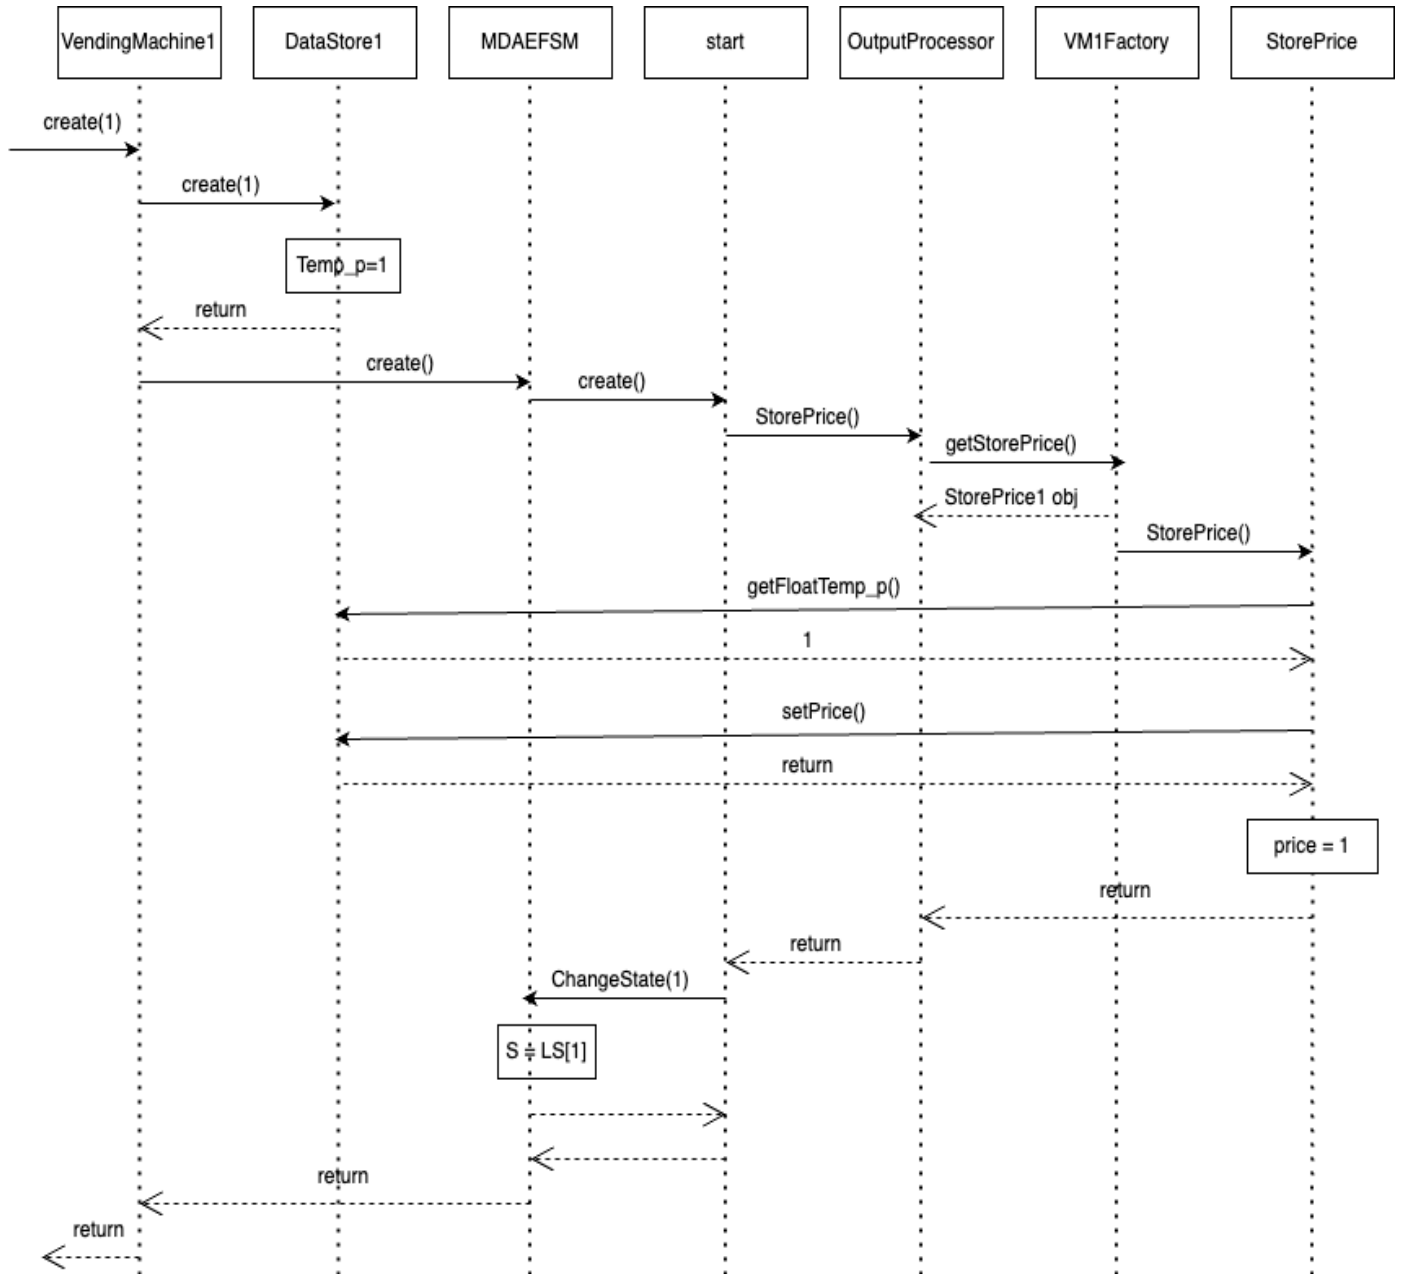 VendingMachine1
DataStore1
MDAEFSM
start
OutputProcessor
VM1Factory
StorePrice
create(1)
create(1)
Temp_p=1
return
create()
create()
StorePrice()
getStorePrice()
StorePrice1 obj
StorePrice()
getFloatTemp_p()
1
setPrice()
return
price = 1
return
return
ChangeState(1)
S = LS[1]
return
return